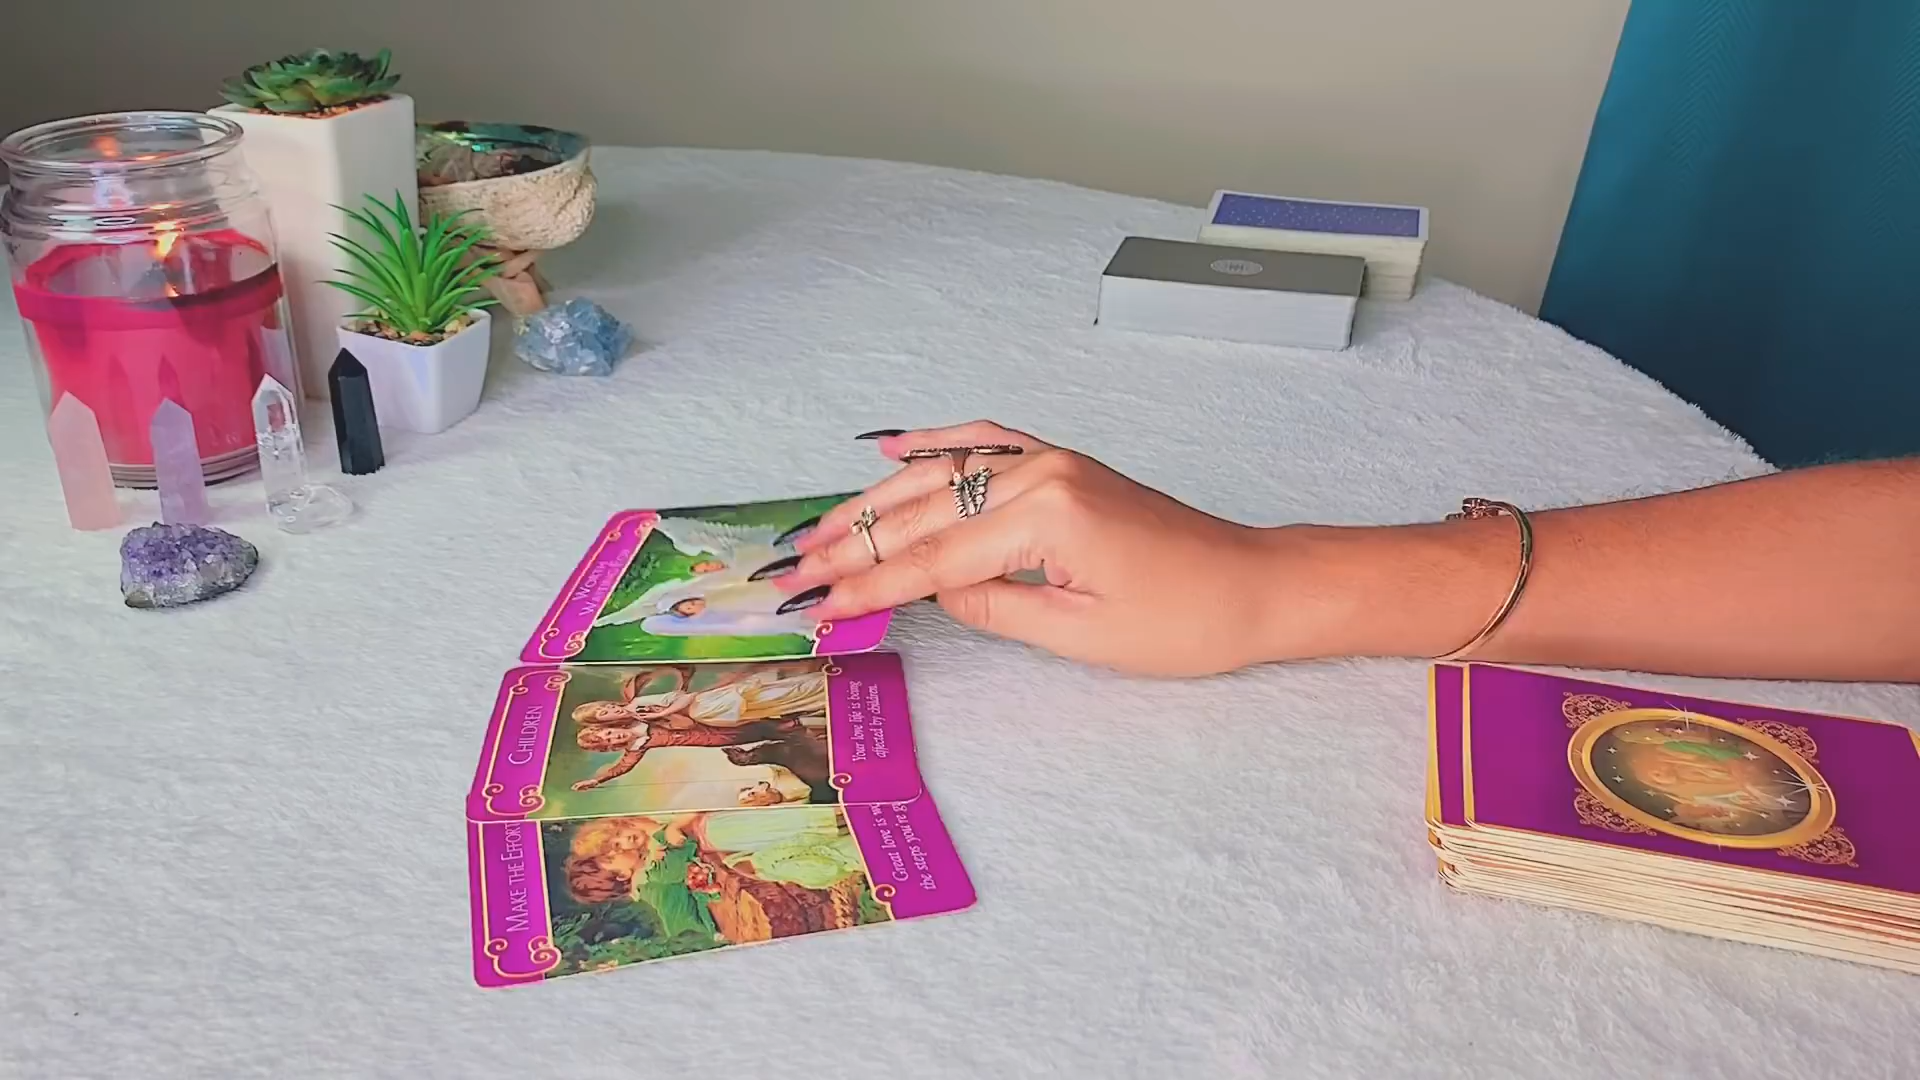 WORTH
WAITING FOR
CHILDREN
Your love life is being
affected by children.
MAKE THE EFFORT
Great love is
the steps you're